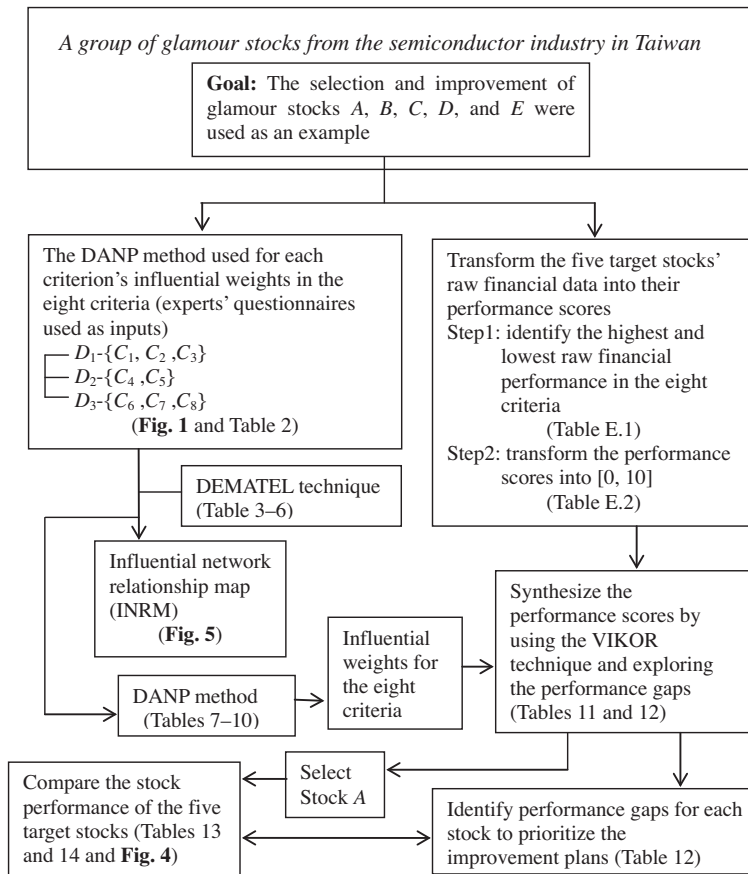 A group of glamour stocks from the semiconductor industry in Taiwan
Goal: The selection and improvement of
glamour stocks A, B, C, D, and E were
used as an example
The DANP method used for each
criterion's influential weights in the
eight criteria (experts' questionnaires
used as inputs)
D1-{C1, C2 ,C3}
D2-{C4 ,C5}
D3-{C6 ,C7 ,C8}
(Fig. 1 and Table 2)
Transform the five target stocks'
raw financial data into their
performance scores
Step1: identify the highest and
lowest raw financial
performance in the eight
criteria
(Table E.1)
Step2: transform the performance
scores into [0, 10]
(Table E.2)
DEMATEL technique
(Table 3–6)
Influential network
relationship map
(INRM)
(Fig. 5)
DANP method
(Tables 7–10)
Influential
weights for
the eight
criteria
Synthesize the
performance scores by
using the VIKOR
technique and exploring
the performance gaps
(Tables 11 and 12)
Select
Stock A
Compare the stock
performance of the five
target stocks (Tables 13
and 14 and Fig. 4)
Identify performance gaps for each
stock to prioritize the
improvement plans (Table 12)